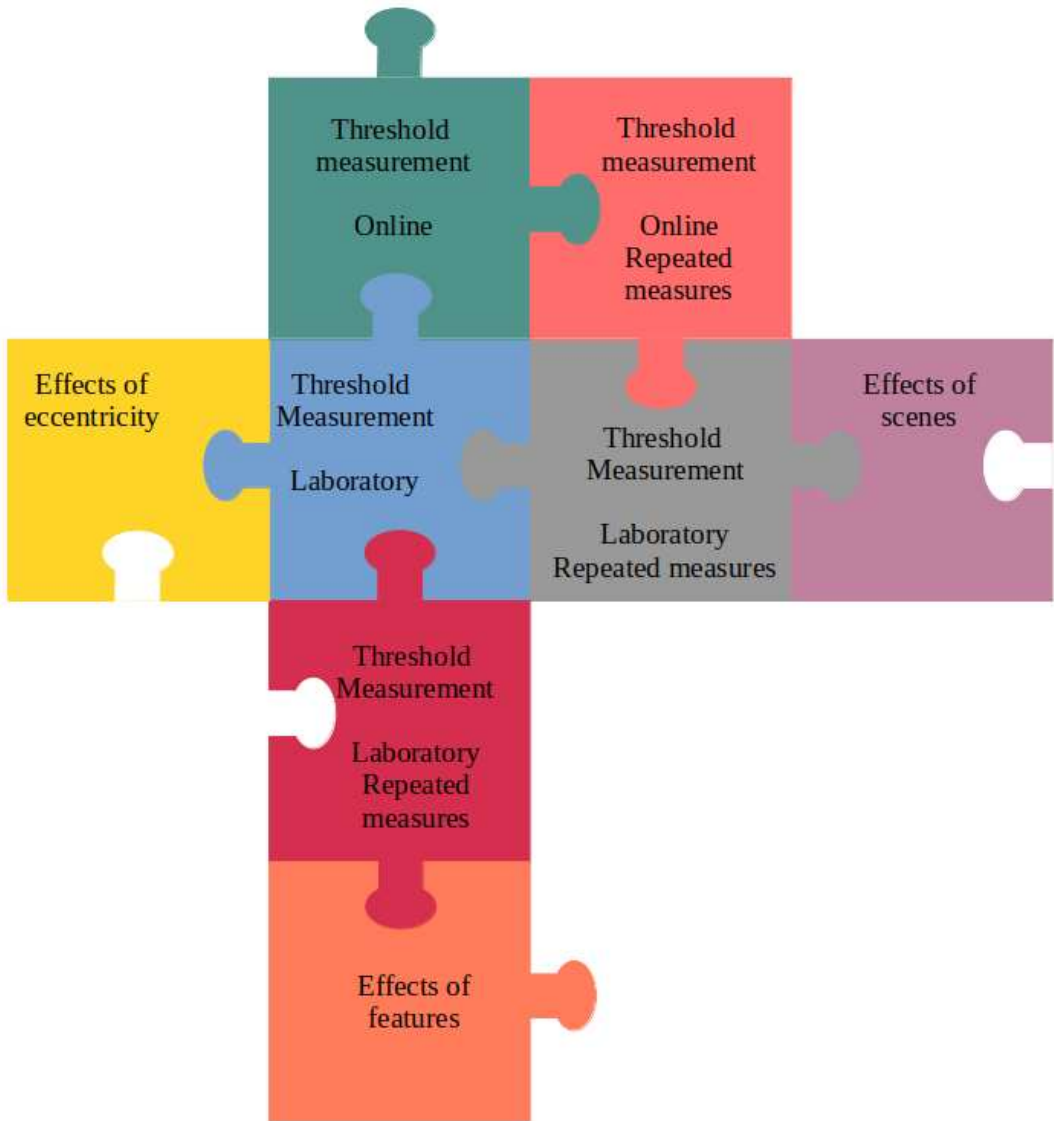 Threshold
measurement
Online
Threshold
measurement
Online
Repeated
measures
Effects of
eccentricity
Threshold
Measurement
Laboratory
Threshold
Measurement
Laboratory
Repeated measures
Effects of
scenes
Threshold
Measurement
Laboratory
Repeated
measures
Effects of
features